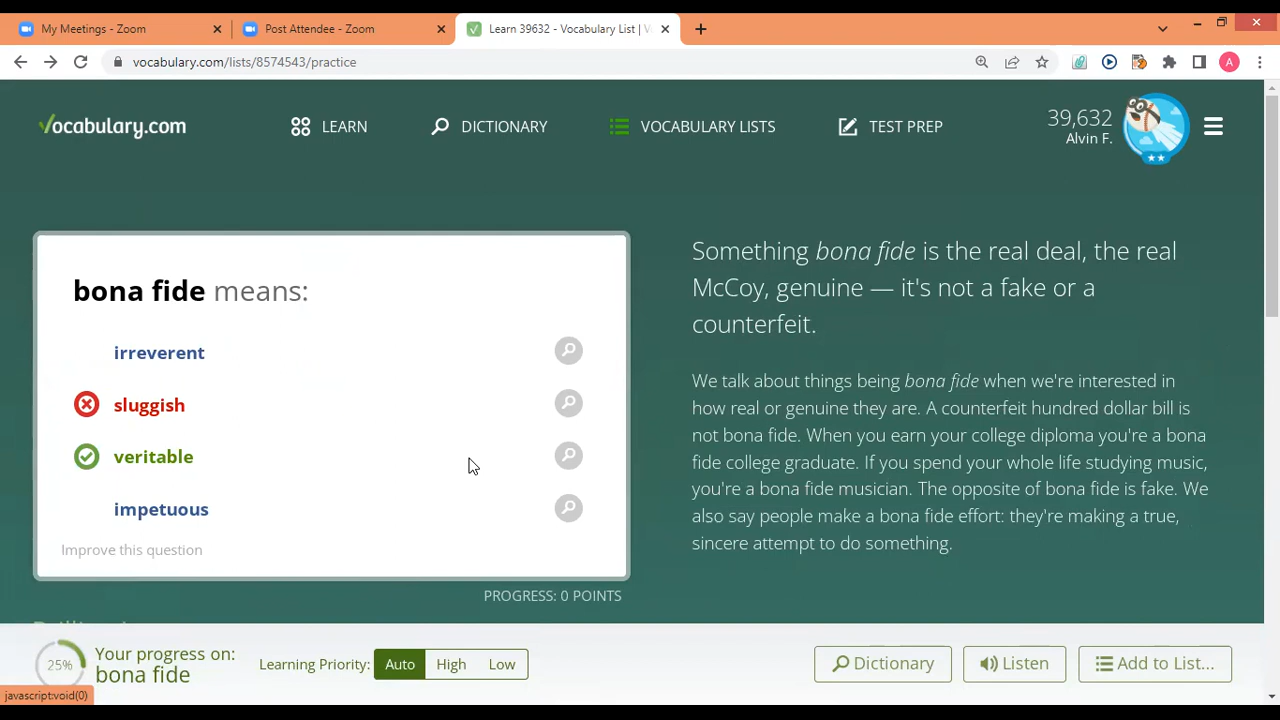 My Meetings - Zoom
Post Attendee - Zoom
Learn 39632 - Vocabulary List | V
vocabulary.com/lists/8574543/practice
A
Vocabulary.com
LEARN
DICTIONARY
VOCABULARY LISTS
TEST PREP
39,632
Alvin F.
bona fide means:
irreverent
sluggish
veritable
impetuous
Improve this question
PROGRESS: 0 POINTS
Something bona fide is the real deal, the real
McCoy, genuine — it's not a fake or a
counterfeit.
We talk about things being bona fide when we're interested in
how real or genuine they are. A counterfeit hundred dollar bill is
not bona fide. When you earn your college diploma you're a bona
fide college graduate. If you spend your whole life studying music,
you're a bona fide musician. The opposite of bona fide is fake. We
also say people make a bona fide effort: they're making a true,
sincere attempt to do something.
25%
Your progress on:
bona fide
Learning Priority:
Auto
High
Low
Dictionary
Listen
Add to List...
javascript:void(0)